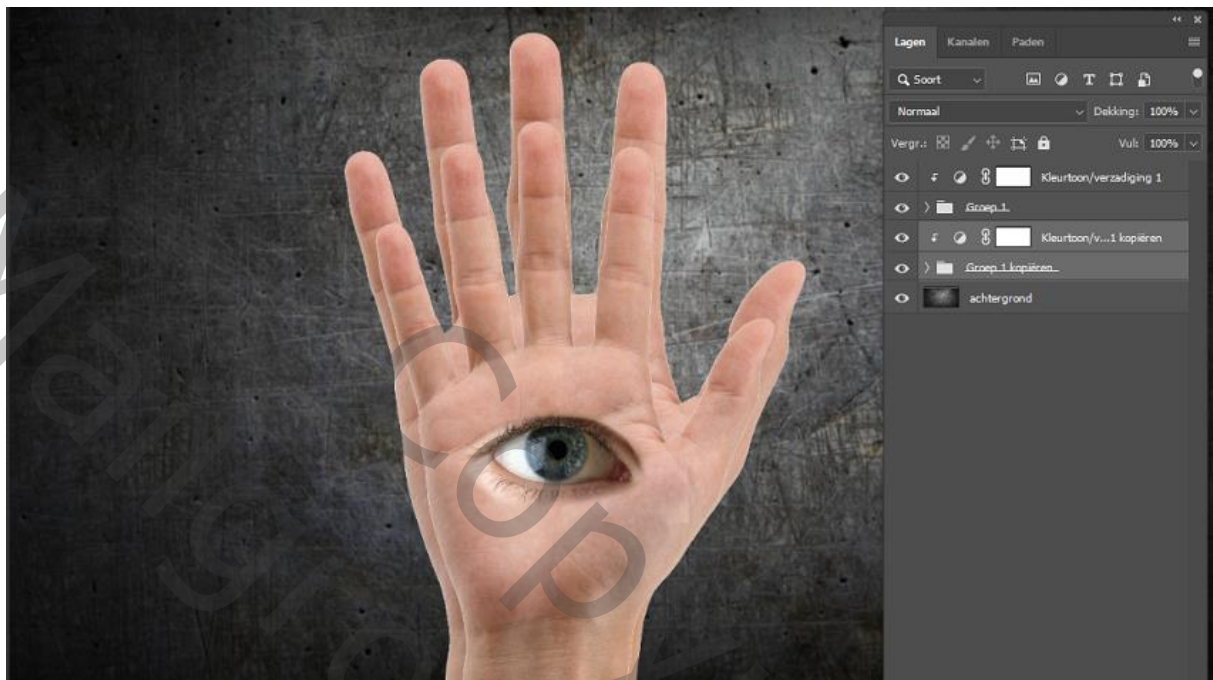 Lagen Kanalen Paden
Soort
Normaal Dekking: 100%
Vergr.: Vul: 100%
Kleurtoon/verzadiging 1
Groep 1
Kleurtoon/v...1 kopiëren
Groep 1 kopiëren
achtergrond
Copy